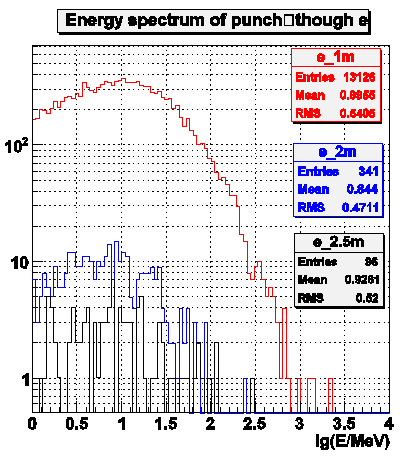 Energy spectrum of punch□though e
e_1m
Entries 13126
Mean 0.8955
RMS 0.5405
e_2m
Entries 341
Mean 0.844
RMS 0.4711
e_2.5m
Entries 86
Mean 0.9261
RMS 0.52
10²
10
1
0 0.5 1 1.5 2 2.5 3 3.5 4
lg(E/MeV)